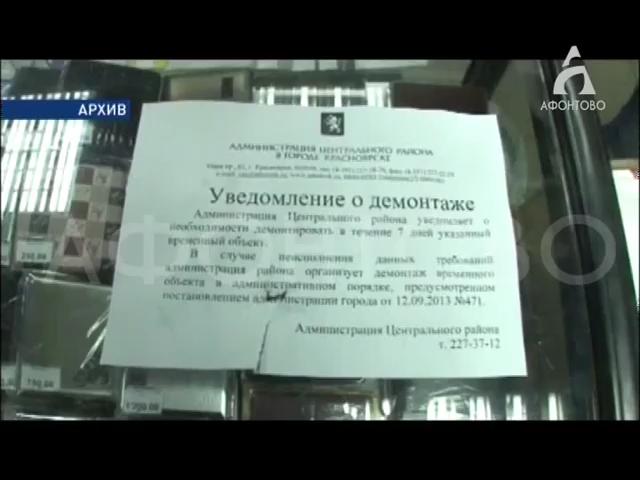 АФОНТОВО
АРХИВ
АДМИНИСТРАЦИЯ ЦЕНТРАЛЬНОГО РАЙОНА
В ГОРОДЕ КРАСНОЯРСКЕ
Уведомление о демонтаже
Администрация Центрального района уведомляет о
необходимости демонтировать в течение 7 дней указанный
временный объект.
В случае неисполнения данных требований
администрация района организует демонтаж временного
объекта в административном порядке, предусмотренном
постановлением администрации города от 12.09.2013 №471.
Администрация Центрального района
т. 227-37-12